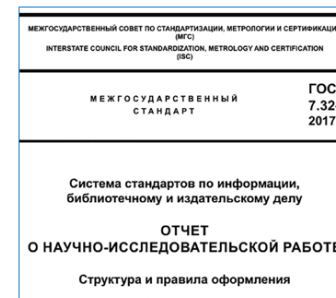 МЕЖГОСУДАРСТВЕННЫЙ СОВЕТ ПО СТАНДАРТИЗАЦИИ, МЕТРОЛОГИИ И СЕРТИФИКАЦИ
(МГС)
INTERSTATE COUNCIL FOR STANDARDIZATION, METROLOGY AND CERTIFICATION
(ISC)
МЕЖГОСУДАРСТВЕННЫЙ
СТАНДАРТ
ГОС
7.32
2017
Система стандартов по информации,
библиотечному и издательскому делу
ОТЧЕТ
О НАУЧНО-ИССЛЕДОВАТЕЛЬСКОЙ РАБОТЕ
Структура и правила оформления